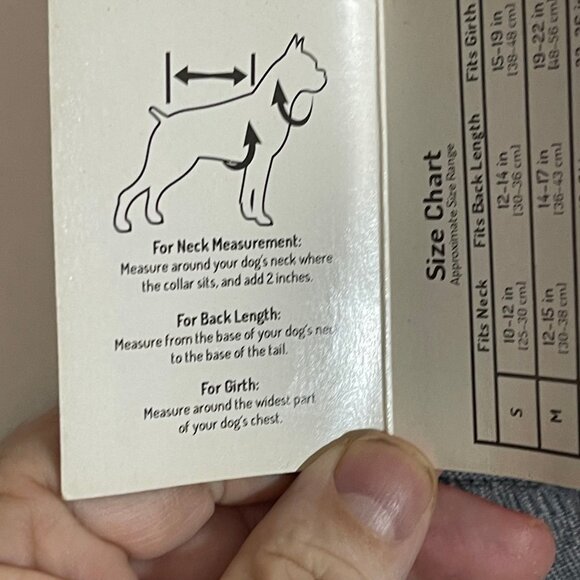 For Neck Measurement:
Measure around your dog's neck where
the collar sits, and add 2 inches.
For Back Length:
Measure from the base of your dog's
to the base of the tail.
For Girth:
Measure around the widest part
of your dog's chest.
Size Chart
Approximate Size Range
Fits Neck Fits Back Length Fits Girth
S 10-12 in 12-14 in 15-19 in
[25-30 cm] [30-36 cm] [38-48 cm]
M 12-15 in 14-17 in 19-22 in
[30-38 cm] [36-43 cm] [48-56 cm]